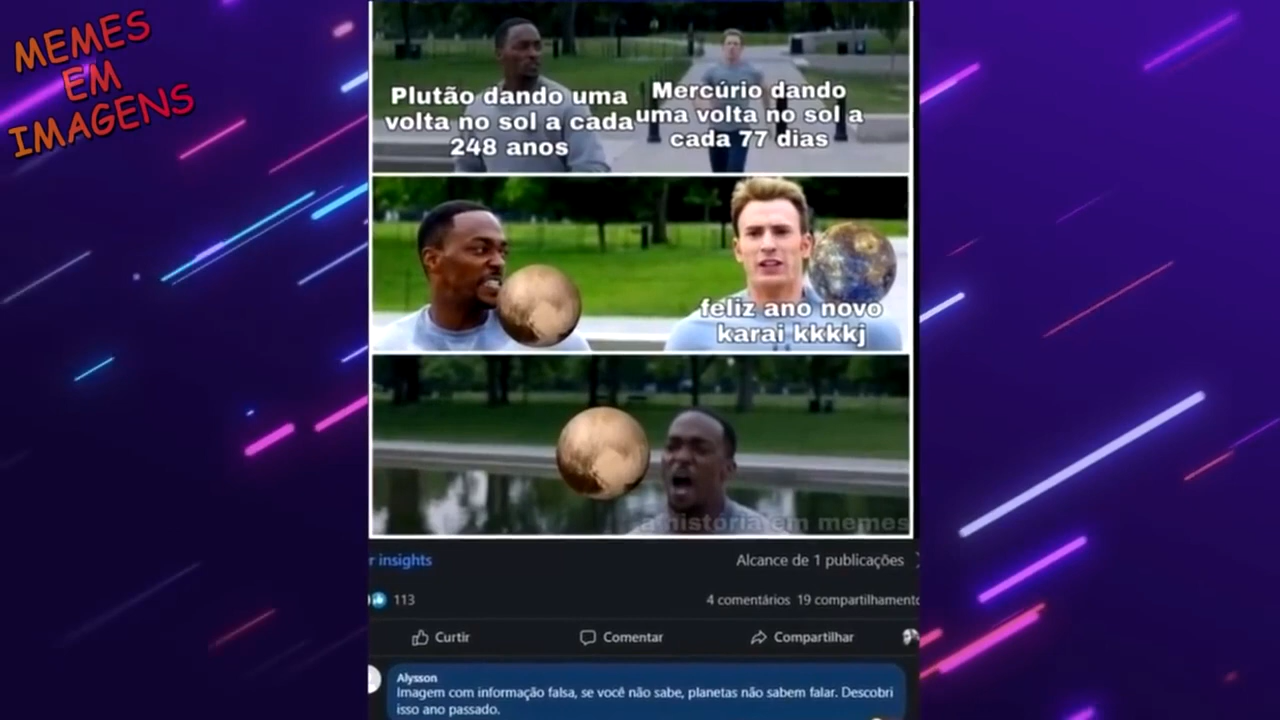 MEMES
EM
IMAGENS
Plutão dando uma
volta no sol a cada
248 anos
Mercúrio dando
uma volta no sol a
cada 77 dias
feliz ano novo
karai kkkkj
a história em memes
r insights
Alcance de 1 publicações
113
4 comentários 19 compartilhamento
Curtir
Comentar
Compartilhar
Alysson
Imagem com informação falsa, se você não sabe, planetas não sabem falar. Descobri
isso ano passado.